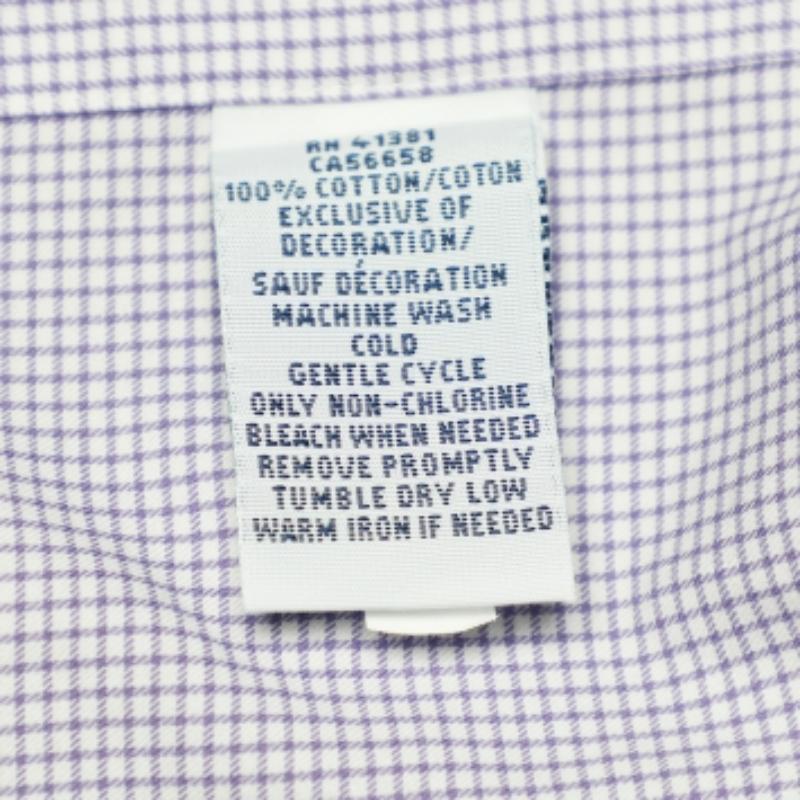 RN 41381
CA56658
100% COTTON/COTON
EXCLUSIVE OF
DECORATION/
SAUF DÉCORATION
MACHINE WASH
COLD
GENTLE CYCLE
ONLY NON-CHLORINE
BLEACH WHEN NEEDED
REMOVE PROMPTLY
TUMBLE DRY LOW
WARM IRON IF NEEDED